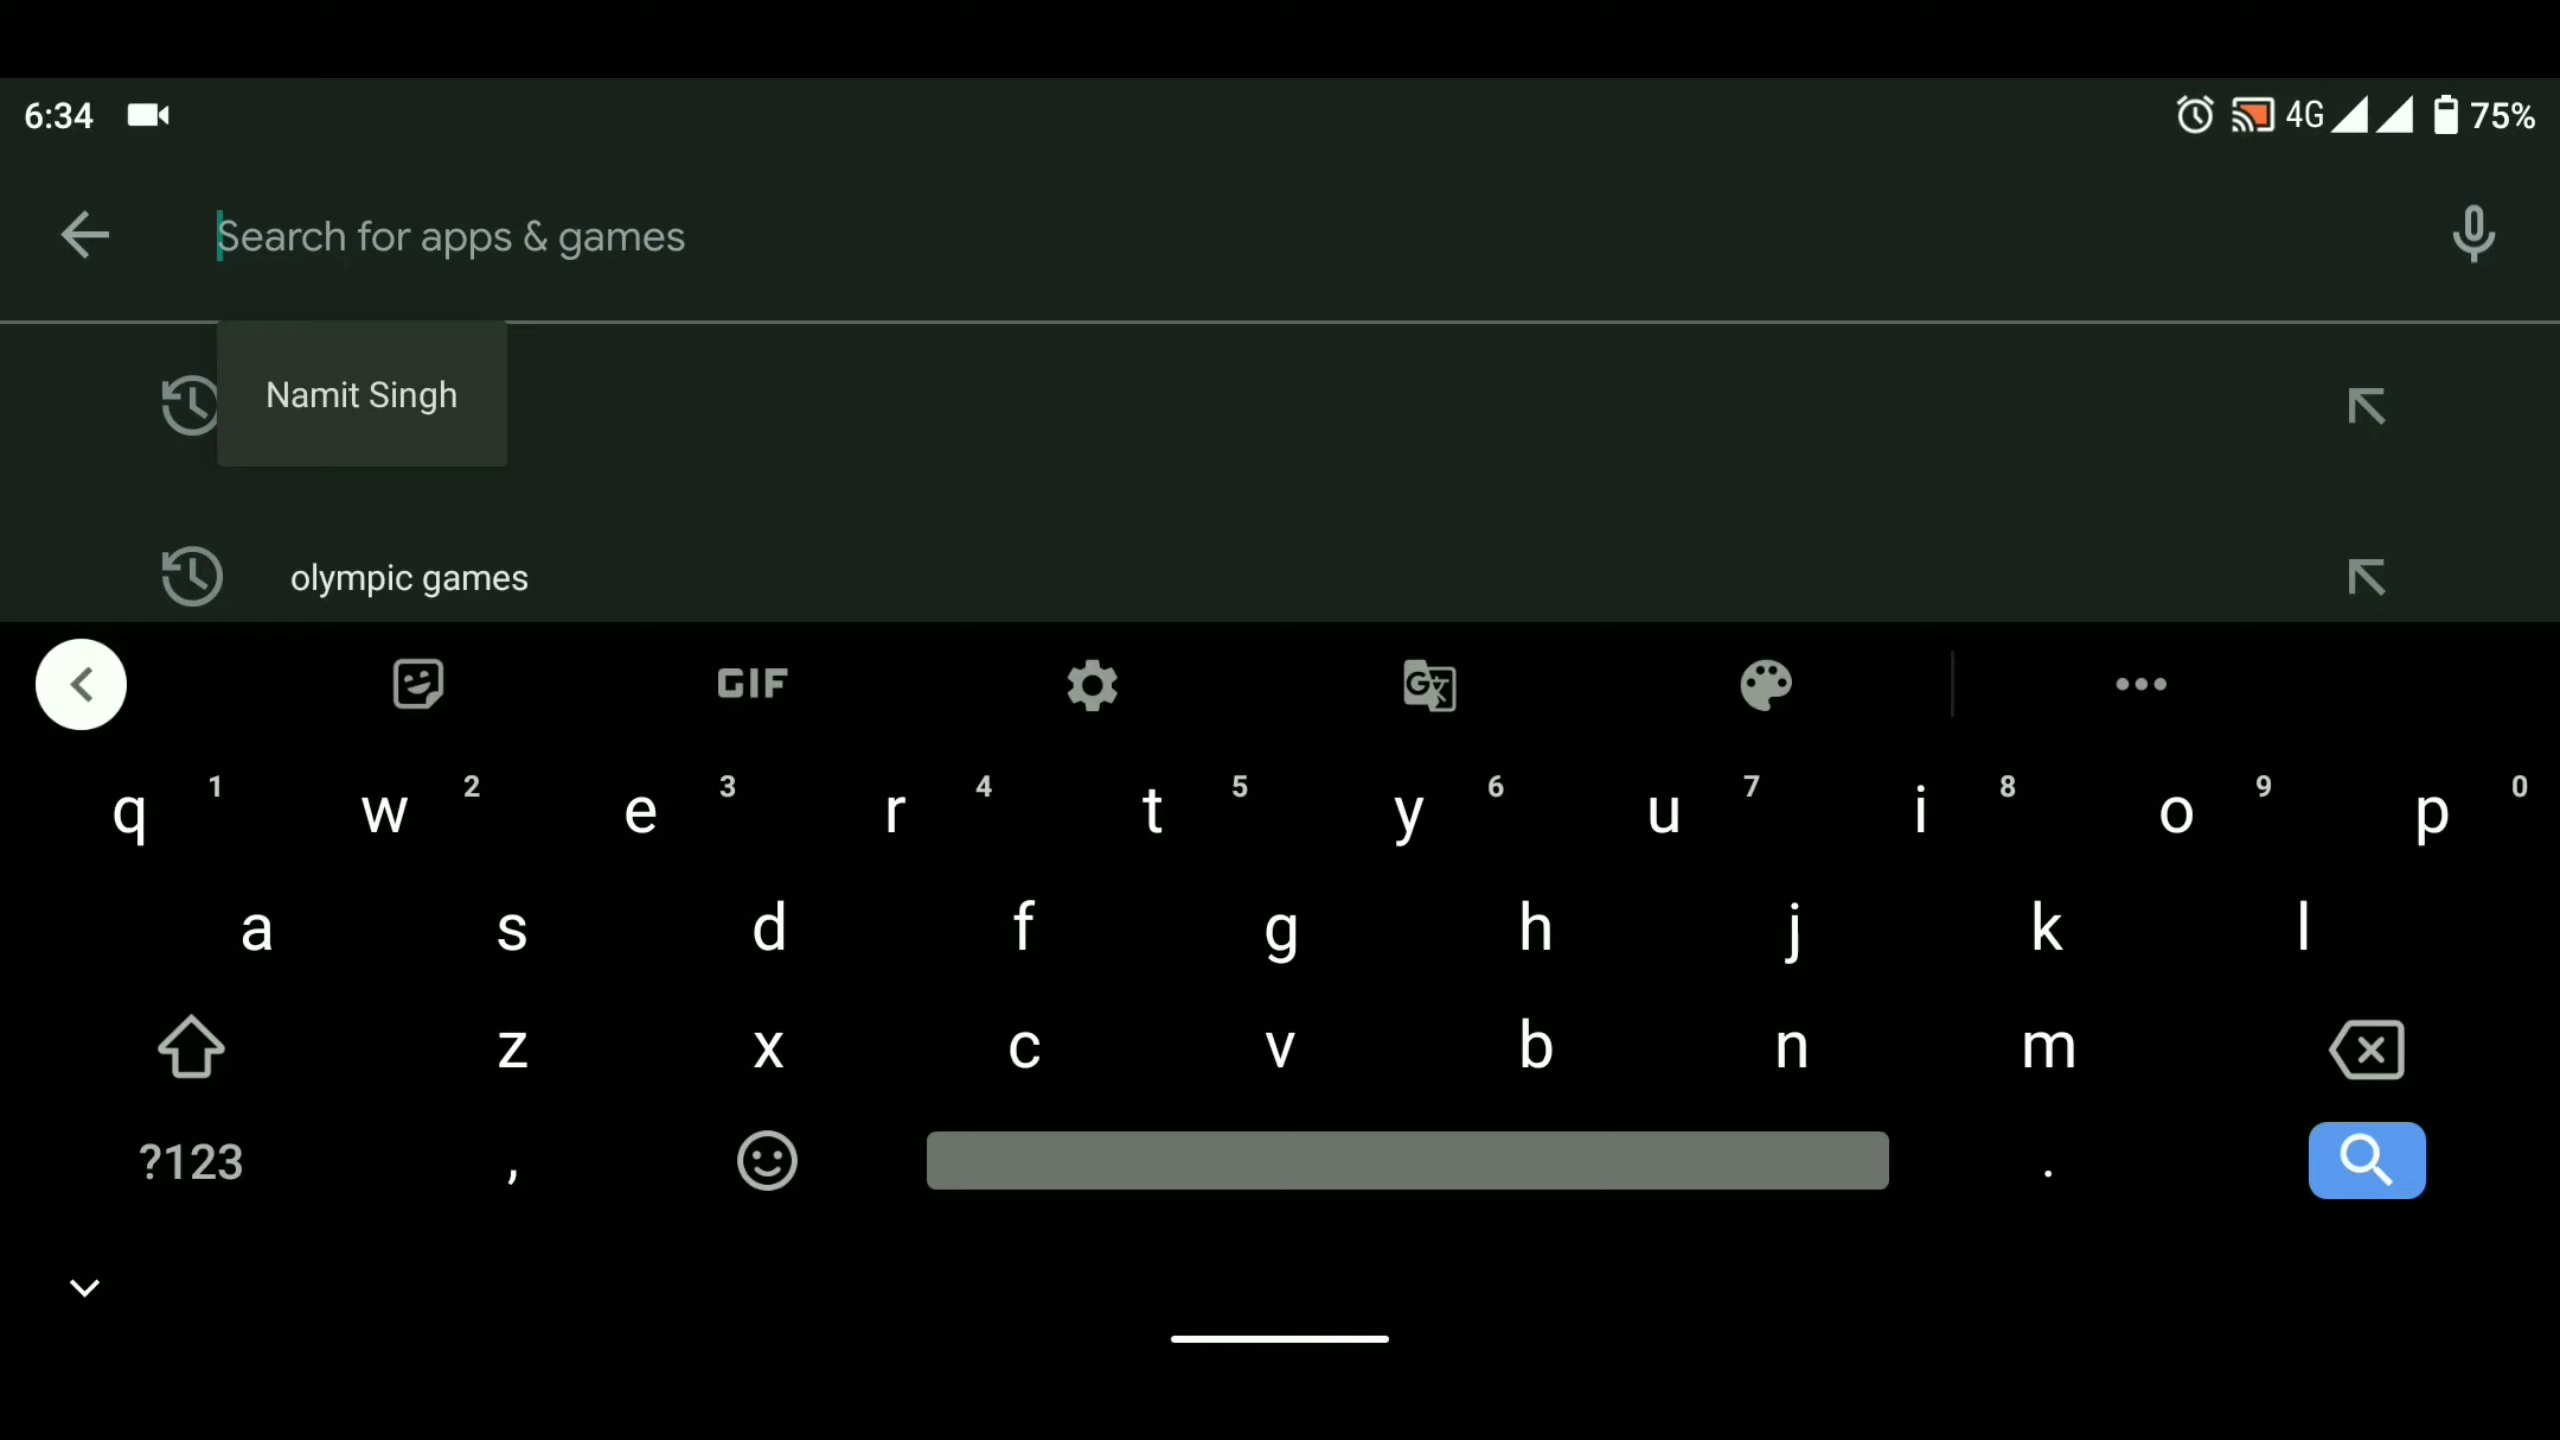 6:34 4G 75%
Search for apps & games
Namit Singh
olympic games
GIF
q 1 w 2 e 3 r 4 t 5 y 6 u 7 i 8 o 9 p 0
a s d f g h j k l
z x c v b n m
?123 , .